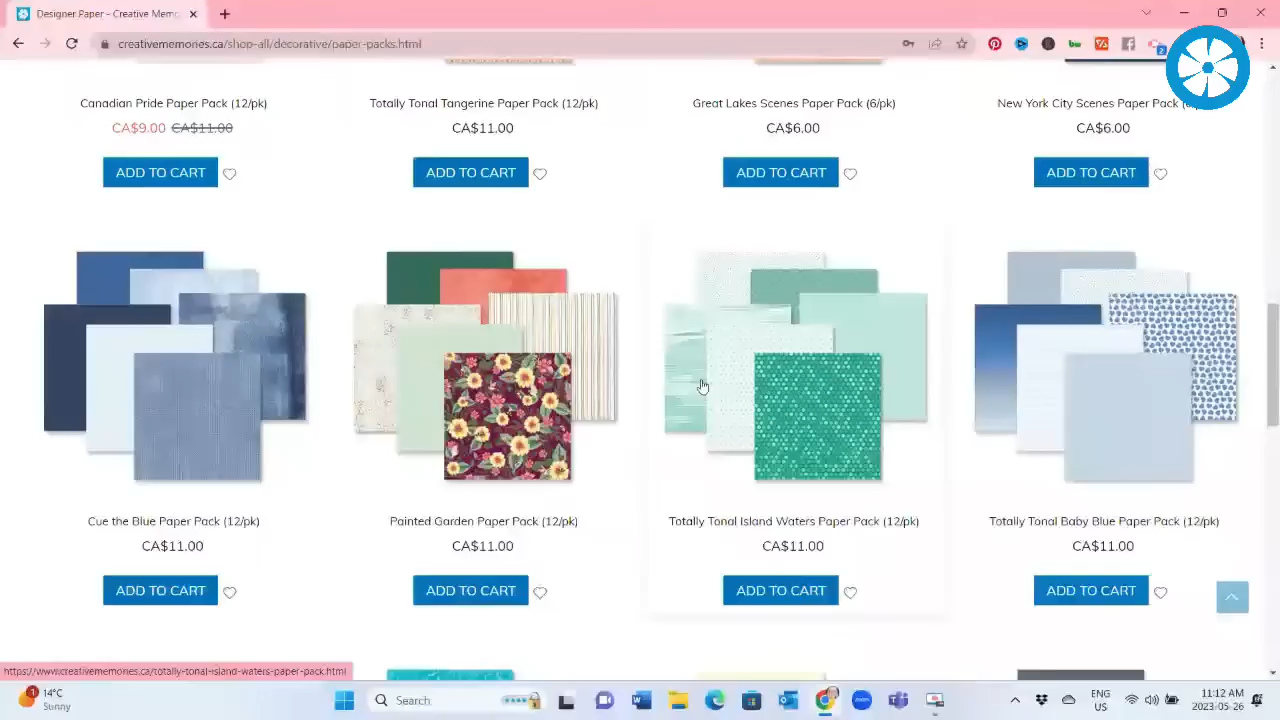 Designer Paper - Creative Memo
creativememories.ca/shop-all/decorative/paper-packs.html
Canadian Pride Paper Pack (12/pk)
CA$9.00 CA$11.00
ADD TO CART
Totally Tonal Tangerine Paper Pack (12/pk)
CA$11.00
ADD TO CART
Great Lakes Scenes Paper Pack (6/pk)
CA$6.00
ADD TO CART
New York City Scenes Paper Pack
CA$6.00
ADD TO CART
Cue the Blue Paper Pack (12/pk)
CA$11.00
ADD TO CART
Painted Garden Paper Pack (12/pk)
CA$11.00
ADD TO CART
Totally Tonal Island Waters Paper Pack (12/pk)
CA$11.00
ADD TO CART
Totally Tonal Baby Blue Paper Pack (12/pk)
CA$11.00
ADD TO CART
https://www.creativememories.ca/totally-tonal-island-waters-paper-pack.html
1
14°C
Sunny
Search
ENG
US
11:12 AM
2023-05-26